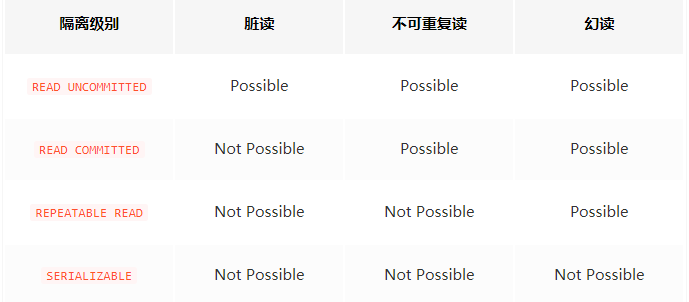 隔离级别 脏读 不可重复读 幻读
READ UNCOMMITTED Possible Possible Possible
READ COMMITTED Not Possible Possible Possible
REPEATABLE READ Not Possible Not Possible Possible
SERIALIZABLE Not Possible Not Possible Not Possible